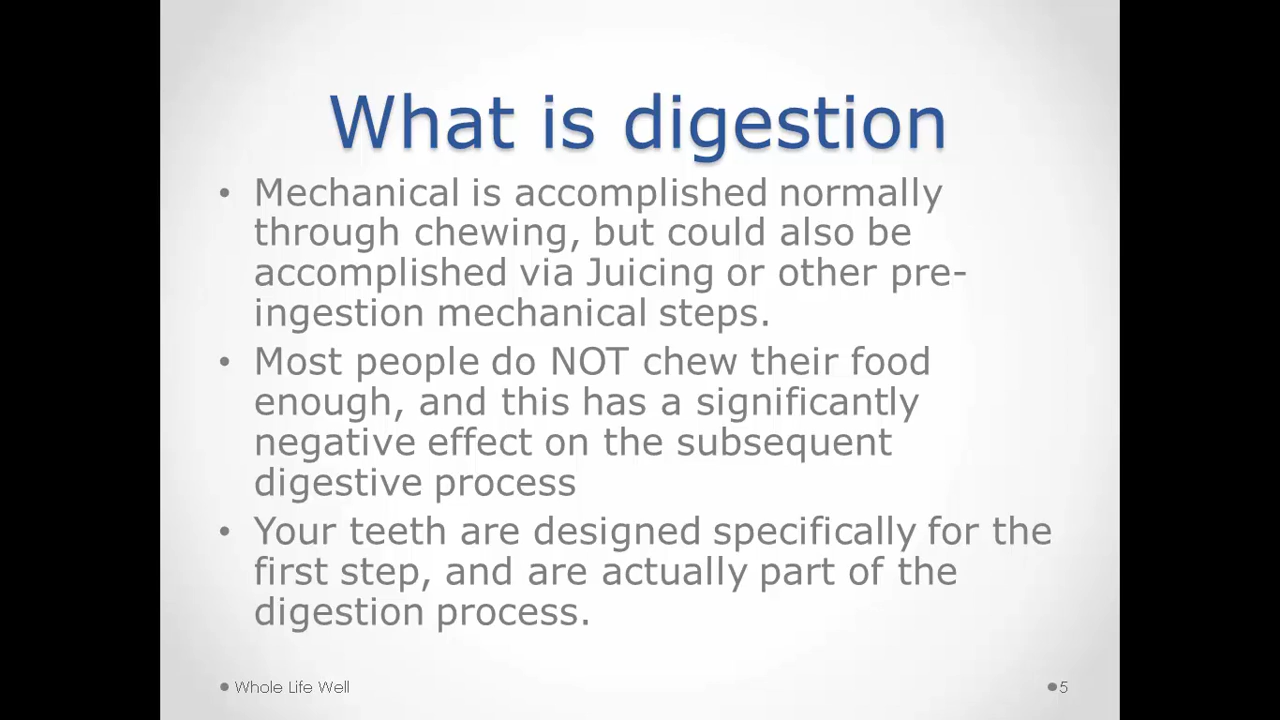 What is digestion
• Mechanical is accomplished normally
through chewing, but could also be
accomplished via Juicing or other pre-
ingestion mechanical steps.
• Most people do NOT chew their food
enough, and this has a significantly
negative effect on the subsequent
digestive process
• Your teeth are designed specifically for the
first step, and are actually part of the
digestion process.
• Whole Life Well
• 5